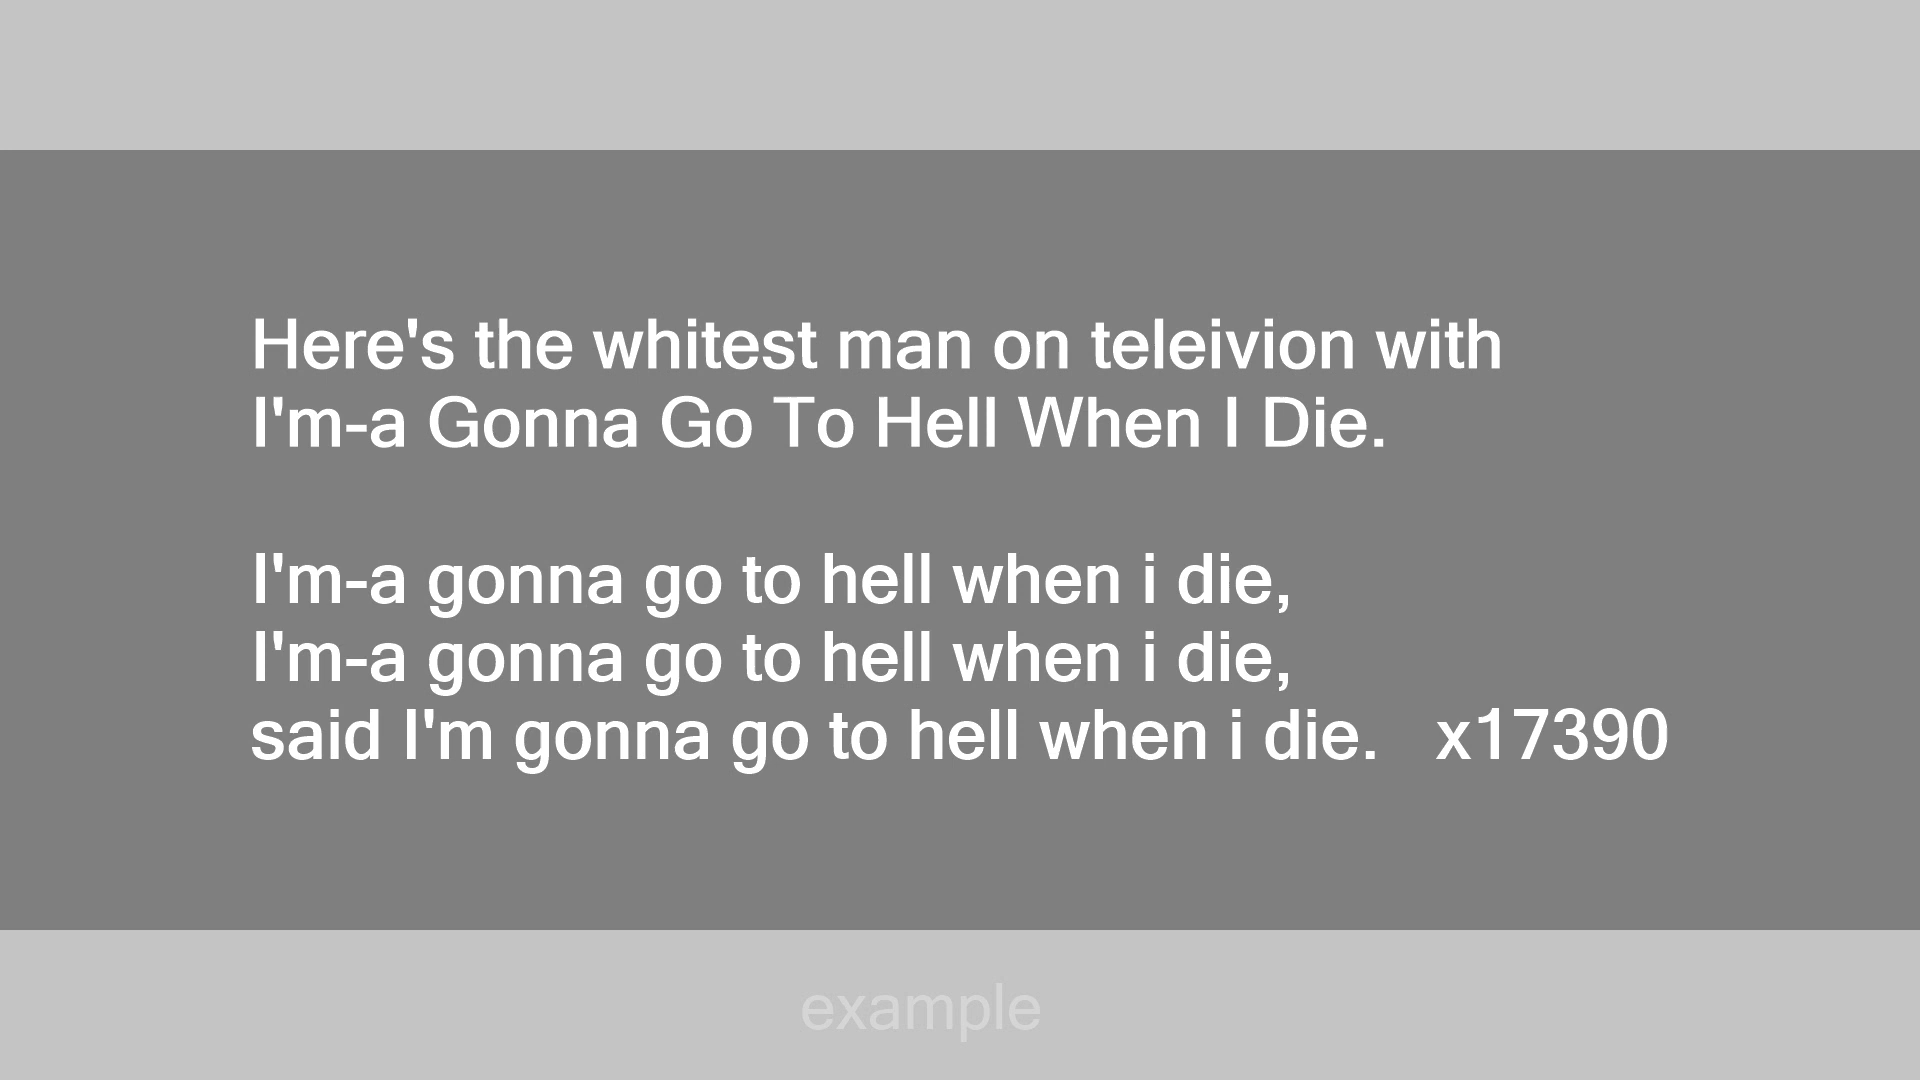 Here's the whitest man on teleivion with
I'm-a Gonna Go To Hell When I Die.
I'm-a gonna go to hell when i die,
I'm-a gonna go to hell when i die,
said I'm gonna go to hell when i die. x17390
example